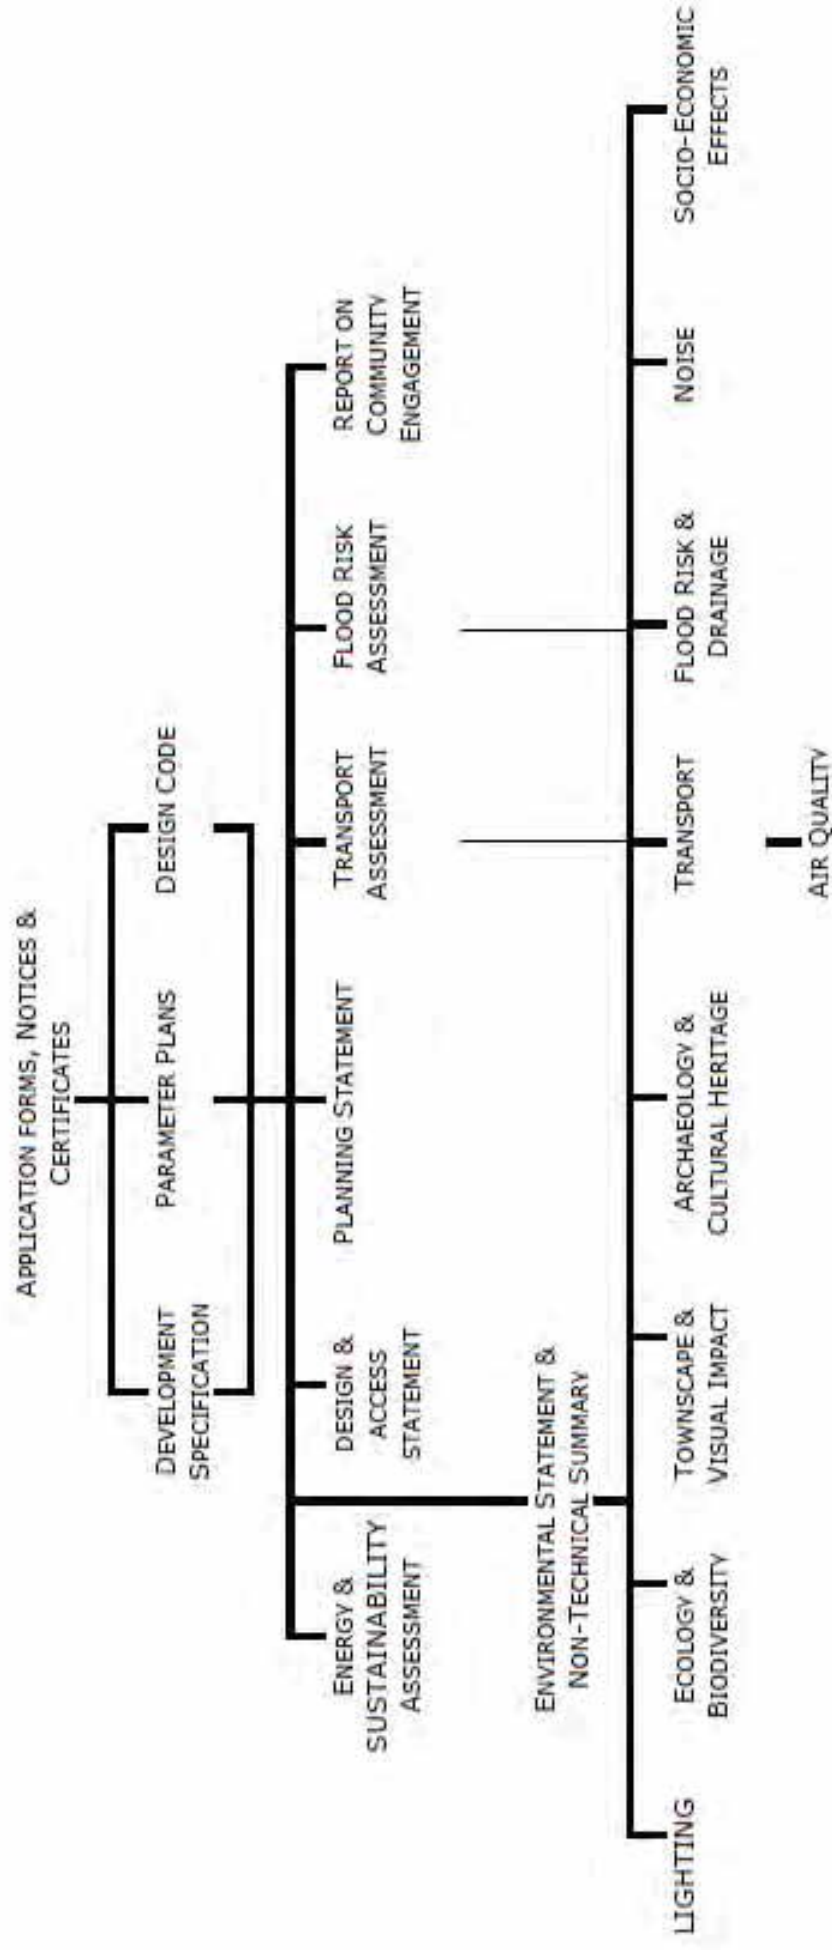 APPLICATION FORMS, NOTICES &
CERTIFICATES
DEVELOPMENT
SPECIFICATION
PARAMETER PLANS
DESIGN CODE
ENERGY &
SUSTAINABILITY
ASSESSMENT
DESIGN &
ACCESS
STATEMENT
PLANNING STATEMENT
TRANSPORT
ASSESSMENT
FLOOD RISK
ASSESSMENT
REPORT ON
COMMUNITY
ENGAGEMENT
ENVIRONMENTAL STATEMENT &
NON-TECHNICAL SUMMARY
LIGHTING
ECOLOGY &
BIODIVERSITY
TOWNSCAPE &
VISUAL IMPACT
ARCHAEOLOGY &
CULTURAL HERITAGE
TRANSPORT
FLOOD RISK &
DRAINAGE
NOISE
SOCIO-ECONOMIC
EFFECTS
AIR QUALITY